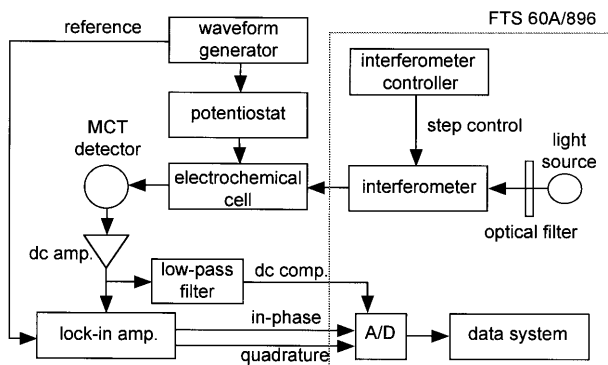 FTS 60A/896
reference
waveform
generator
interferometer
controller
potentiostat
MCT
detector
step control
light
source
electrochemical
cell
interferometer
optical filter
dc amp.
low-pass
filter
dc comp.
lock-in amp.
in-phase
quadrature
A/D
data system